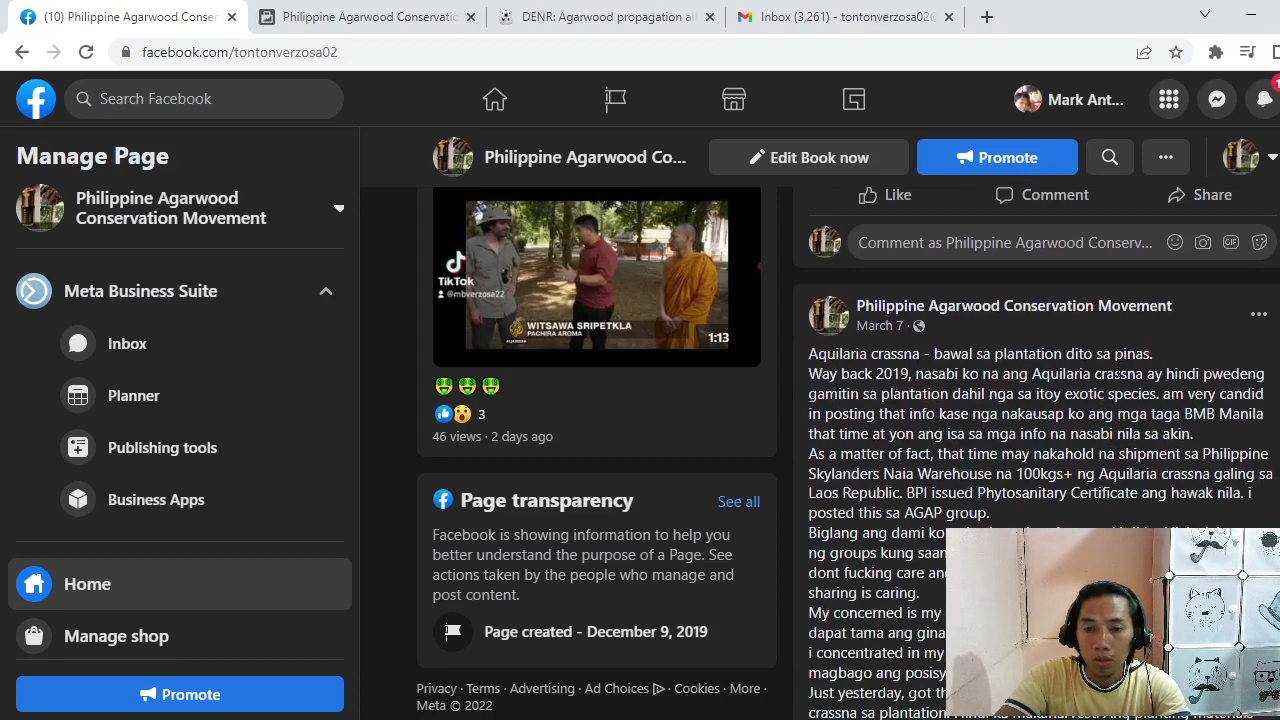 (10) Philippine Agarwood Conser
Philippine Agarwood Conservat
DENR: Agarwood propagation al
Inbox (3,261) - tontonverzosa02@
facebook.com/tontonverzosa02
Search Facebook
Mark Ant...
Manage Page
Philippine Agarwood Co...
Edit Book now
Promote
Philippine Agarwood
Conservation Movement
Like
Comment
Share
Comment as Philippine Agarwood Conserv...
GIF
Meta Business Suite
Inbox
Planner
Publishing tools
Business Apps
Home
Manage shop
Promote
TikTok
@mbverzosa22
WITSAWA SRIPETKLA
PACHIRA AROMA
ALJAZEERA
1:13
3
46 views · 2 days ago
Page transparency
See all
Facebook is showing information to help you
better understand the purpose of a Page. See
actions taken by the people who manage and
post content.
Page created - December 9, 2019
Privacy · Terms · Advertising · Ad Choices · Cookies · More ·
Meta © 2022
Philippine Agarwood Conservation Movement
March 7 ·
Aquilaria crassna - bawal sa plantation dito sa pinas.
Way back 2019, nasabi ko na ang Aquilaria crassna ay hindi pwedeng
gamitin sa plantation dahil nga sa itoy exotic species. am very candid
in posting that info kase nga nakausap ko ang mga taga BMB Manila
that time at yon ang isa sa mga info na nasabi nila sa akin.
As a matter of fact, that time may nakahold na shipment sa Philippine
Skylanders Naia Warehouse na 100kgs+ ng Aquilaria crassna galing sa
Laos Republic. BPI issued Phytosanitary Certificate ang hawak nila. i
posted this sa AGAP group.
Biglang ang dami ko
ng groups kung saan
dont fucking care an
sharing is caring.
My concerned is my
dapat tama ang gina
i concentrated in my
magbago ang posisy
Just yesterday, got th
crassna sa plantation